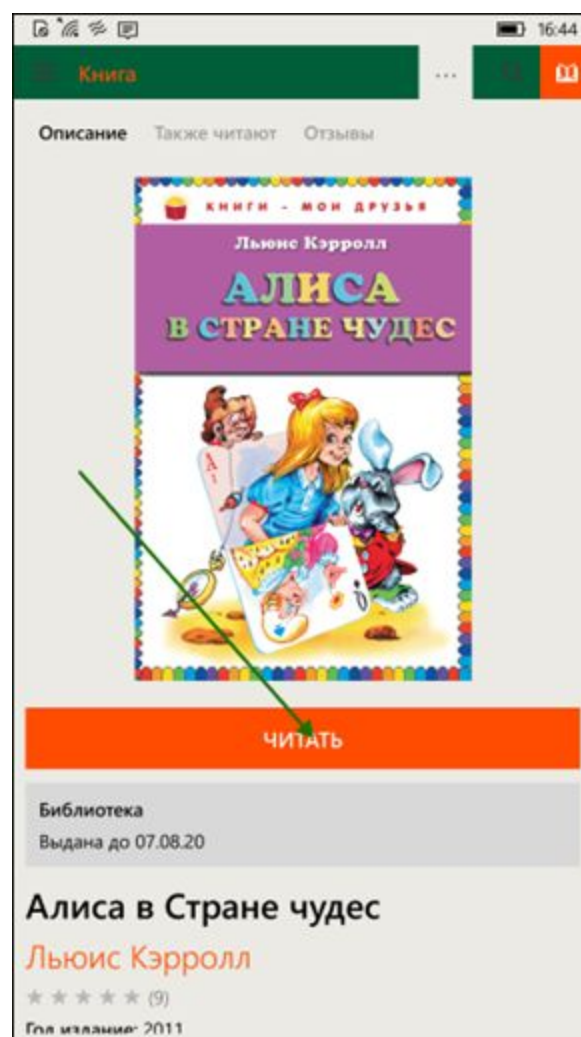 16:44
Книга
...
Описание Также читают Отзывы
КНИГИ - МОИ ДРУЗЬЯ
Льюис Кэрролл
АЛИСА
В СТРАНЕ ЧУДЕС
А
ЧИТАТЬ
Библиотека
Выдана до 07.08.20
Алиса в Стране чудес
Льюис Кэрролл
(9)
Год издание: 2011